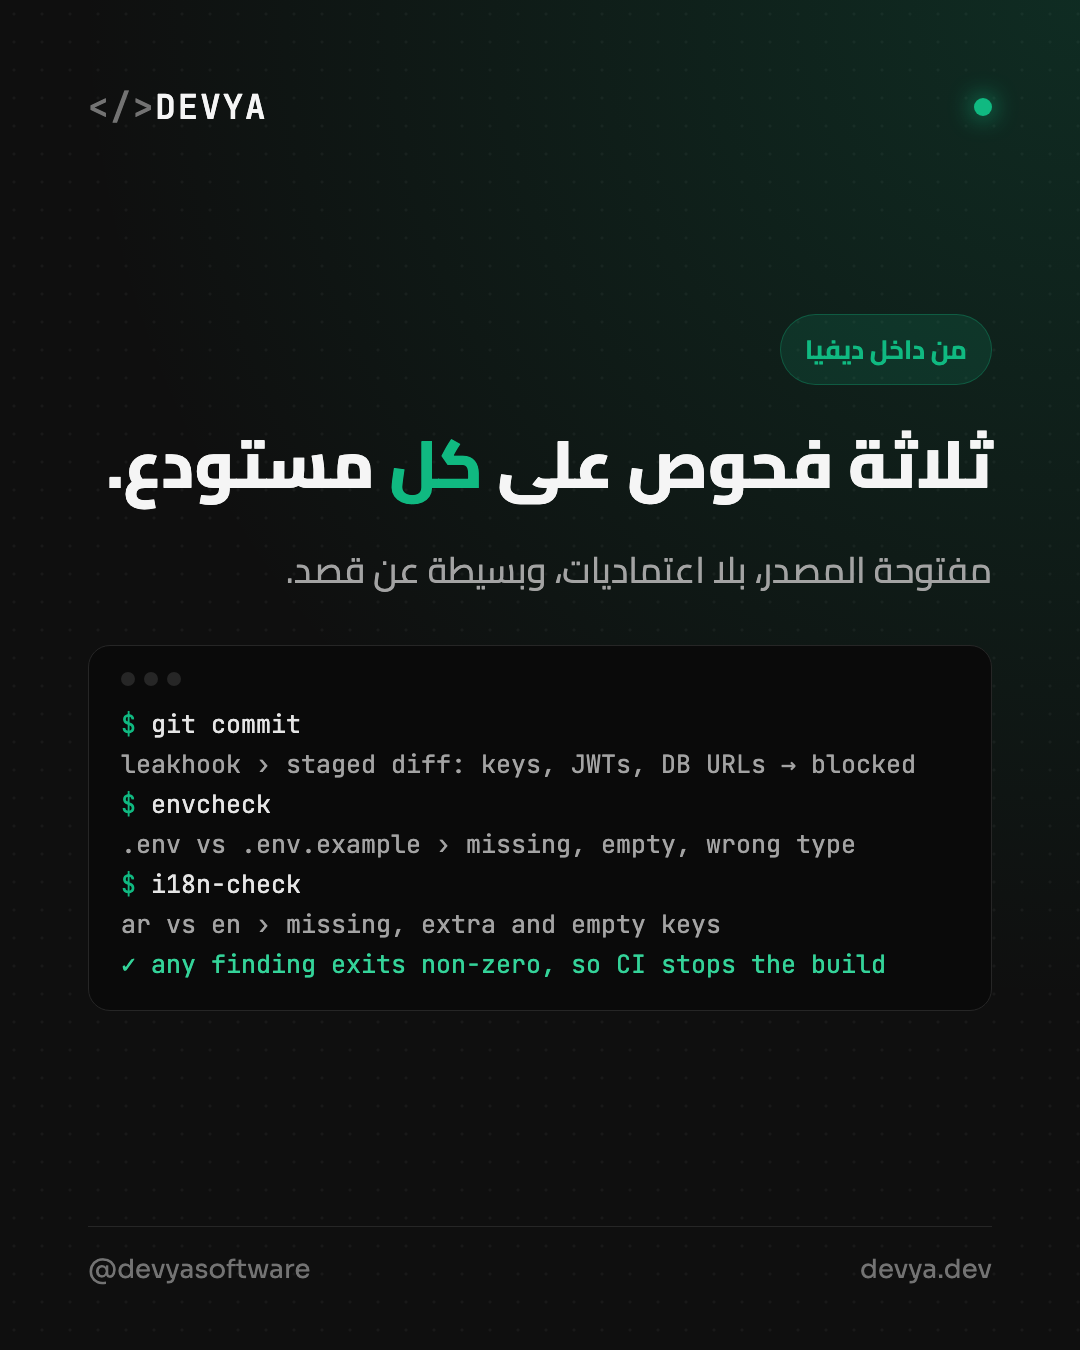 </>DEVYA
من داخل ديفيا
ثلاثة فحوص على كل مستودع.
مفتوحة المصدر، بلا اعتماديات، وبسيطة عن قصد.
$ git commit
leakhook › staged diff: keys, JWTs, DB URLs → blocked
$ envcheck
.env vs .env.example › missing, empty, wrong type
$ i18n-check
ar vs en › missing, extra and empty keys
✓ any finding exits non-zero, so CI stops the build
@devyasoftware
devya.dev